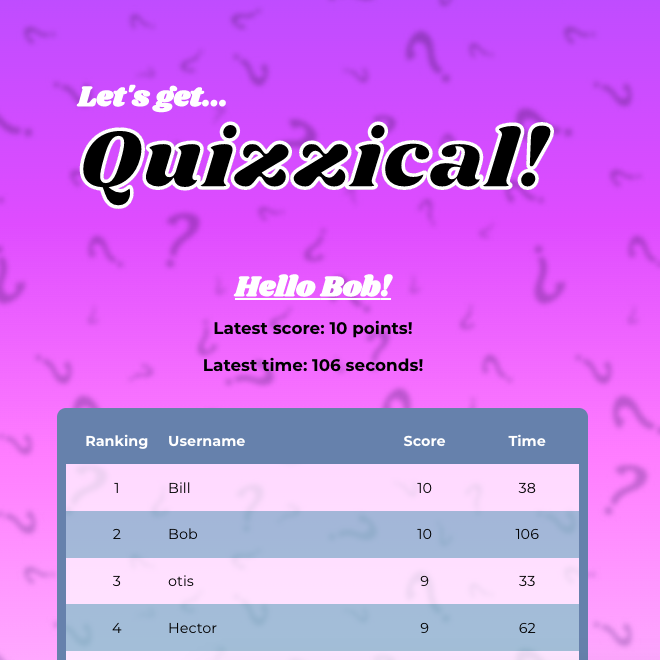 Let's get...
Quizzical!
Hello Bob!
Latest score: 10 points!
Latest time: 106 seconds!
Ranking Username Score Time
1 Bill 10 38
2 Bob 10 106
3 otis 9 33
4 Hector 9 62